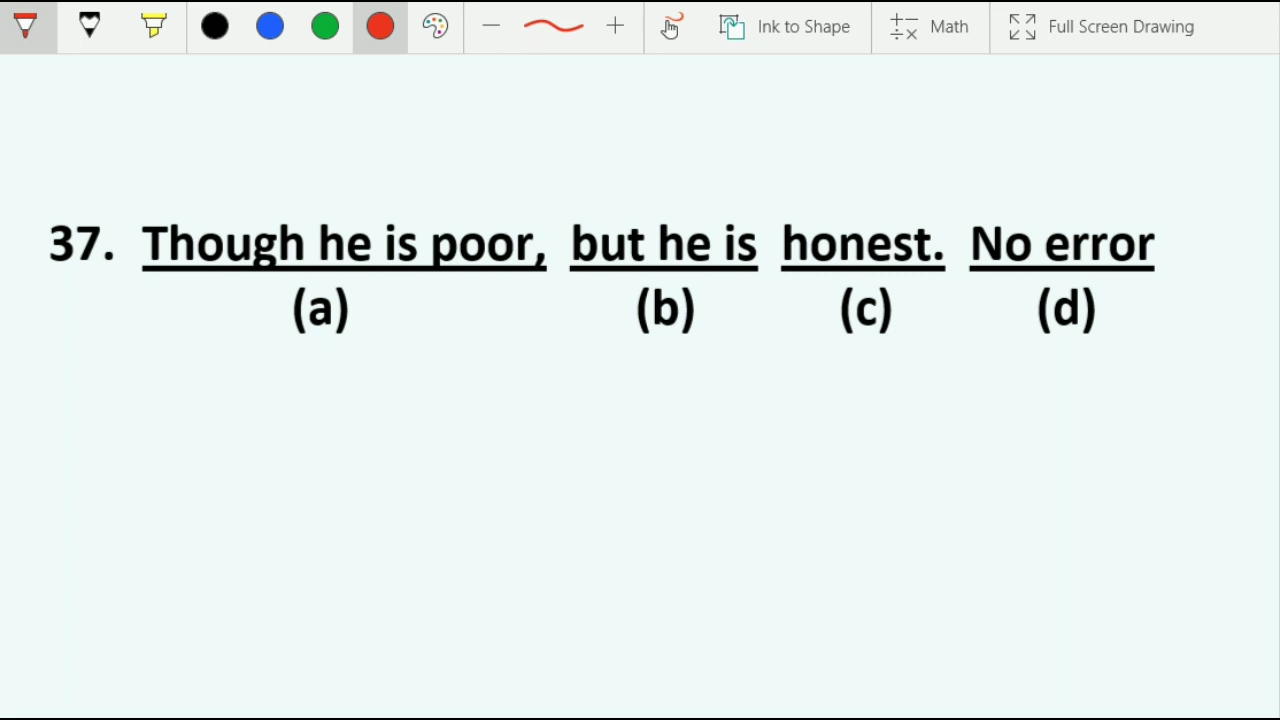 Ink to Shape Math Full Screen Drawing
37. Though he is poor, but he is honest. No error
(a) (b) (c) (d)